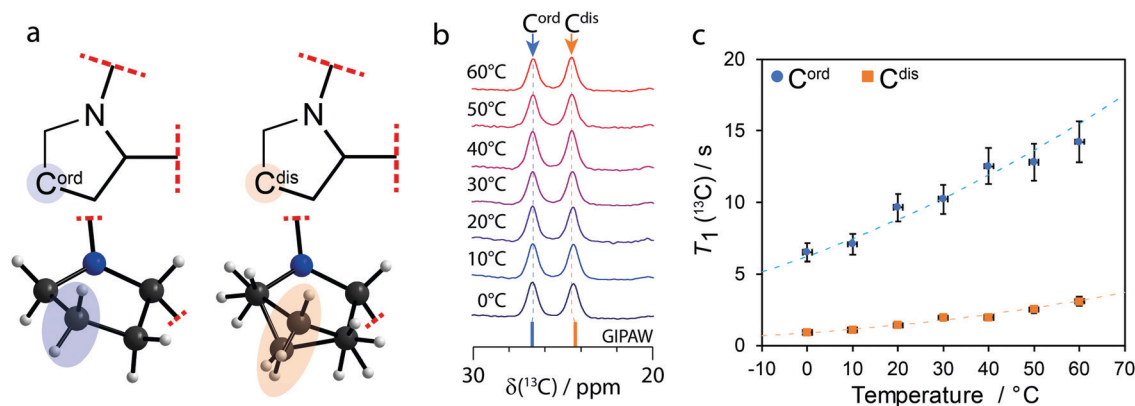 a
N
C^ord
N
C^dis
b
C^ord C^dis
60°C
50°C
40°C
30°C
20°C
10°C
0°C
GIPAW
30 20
δ(¹³C) / ppm
c
C^ord C^dis
20
15
10
5
0
-10 0 10 20 30 40 50 60 70
T₁(¹³C) / s
Temperature / °C